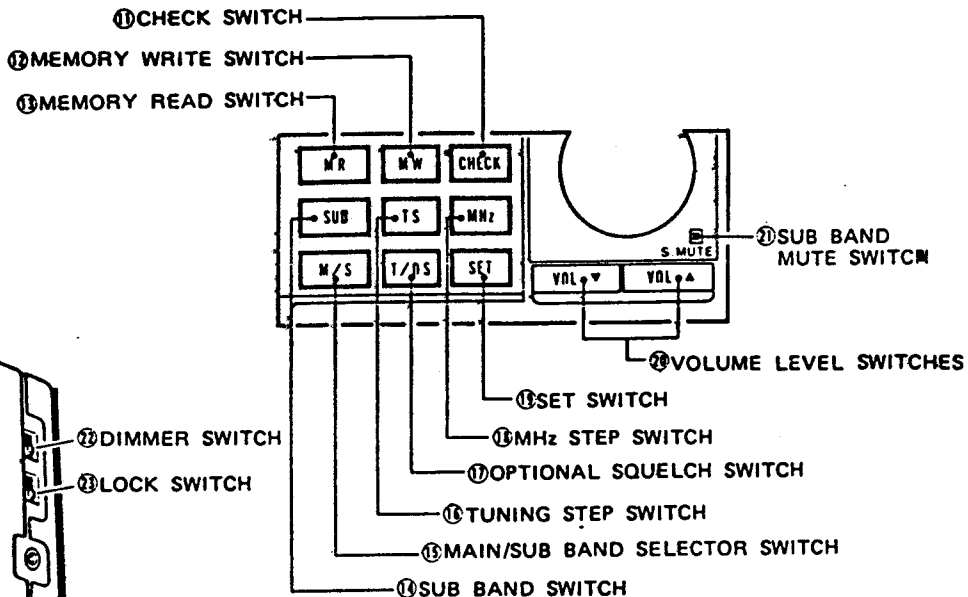 ⑪CHECK SWITCH
⑫MEMORY WRITE SWITCH
⑬MEMORY READ SWITCH
MR MW CHECK
SUB TS MHz
M/S T/DS SET
S.MUTE
VOL ▼ VOL ▲
㉑SUB BAND
MUTE SWITCH
⑳VOLUME LEVEL SWITCHES
⑲SET SWITCH
⑱MHz STEP SWITCH
⑰OPTIONAL SQUELCH SWITCH
⑯TUNING STEP SWITCH
⑮MAIN/SUB BAND SELECTOR SWITCH
⑭SUB BAND SWITCH
㉒DIMMER SWITCH
㉓LOCK SWITCH